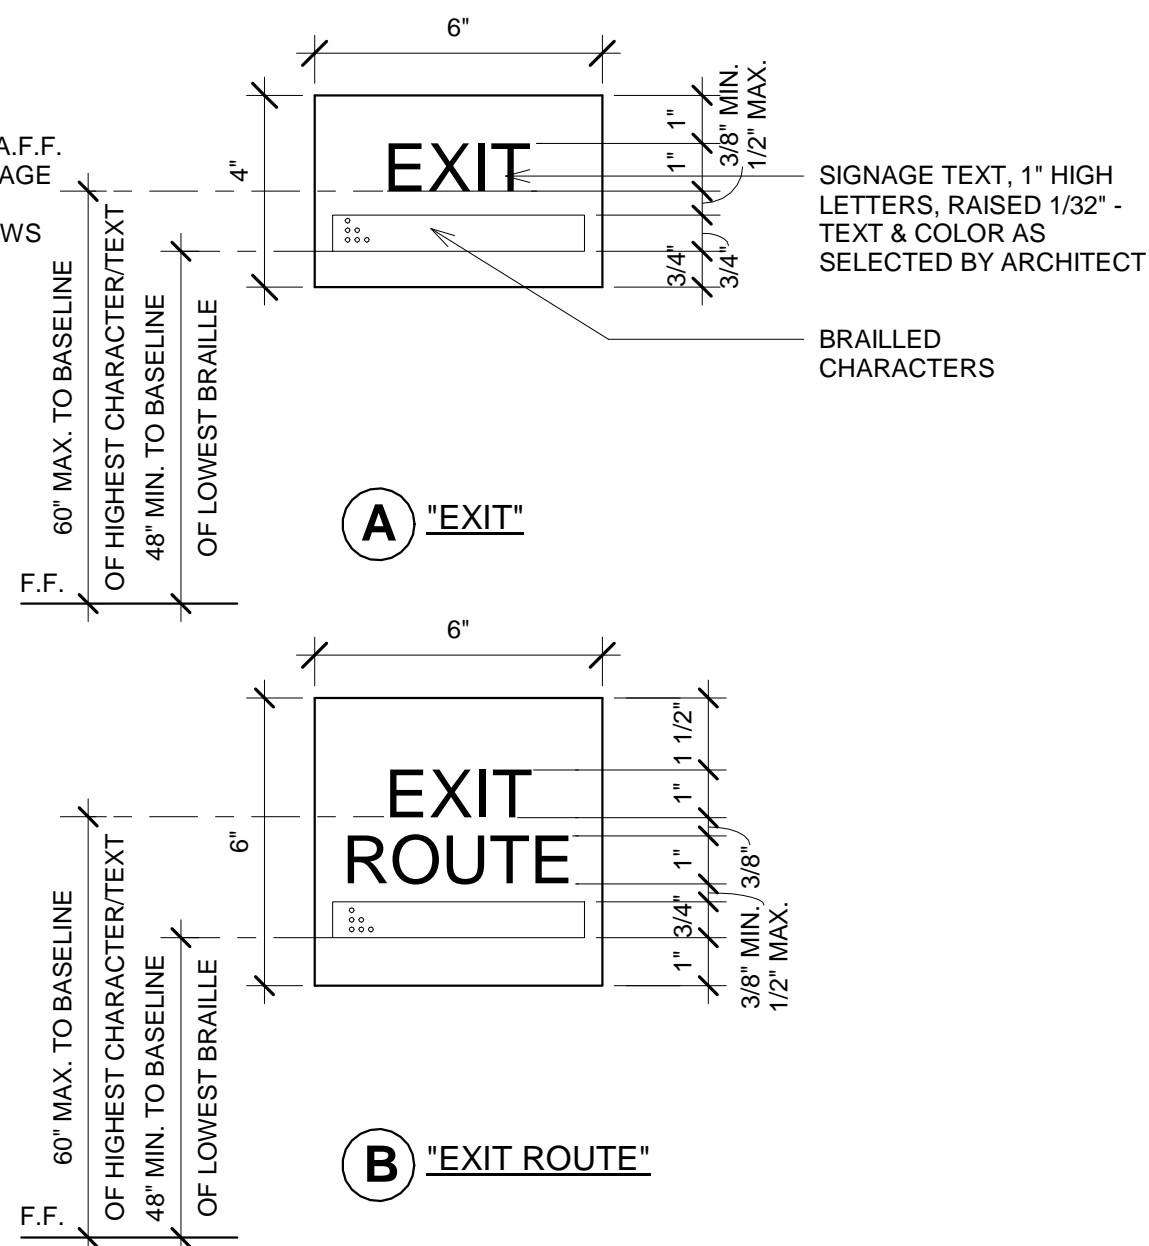 6"
4"
A.F.F.
AGE
WS
EXIT
1"
1"
3/8" MIN.
1/2" MAX.
3/4"
3/4"
SIGNAGE TEXT, 1" HIGH
LETTERS, RAISED 1/32" -
TEXT & COLOR AS
SELECTED BY ARCHITECT
BRAILLED
CHARACTERS
60" MAX. TO BASELINE
OF HIGHEST CHARACTER/TEXT
48" MIN. TO BASELINE
OF LOWEST BRAILLE
F.F.
A "EXIT"
6"
6"
EXIT
ROUTE
1 1/2"
1"
3/8"
1"
3/8" MIN.
1/2" MAX.
3/4"
1"
60" MAX. TO BASELINE
OF HIGHEST CHARACTER/TEXT
48" MIN. TO BASELINE
OF LOWEST BRAILLE
F.F.
B "EXIT ROUTE"